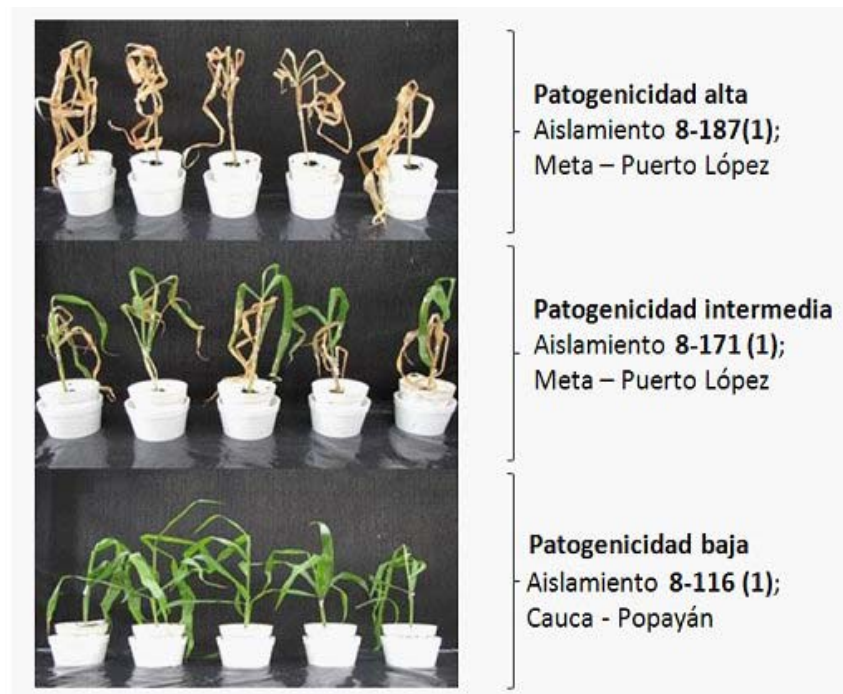 Patogenicidad alta
Aislamiento 8-187(1);
Meta – Puerto López
Patogenicidad intermedia
Aislamiento 8-171 (1);
Meta – Puerto López
Patogenicidad baja
Aislamiento 8-116 (1);
Cauca - Popayán